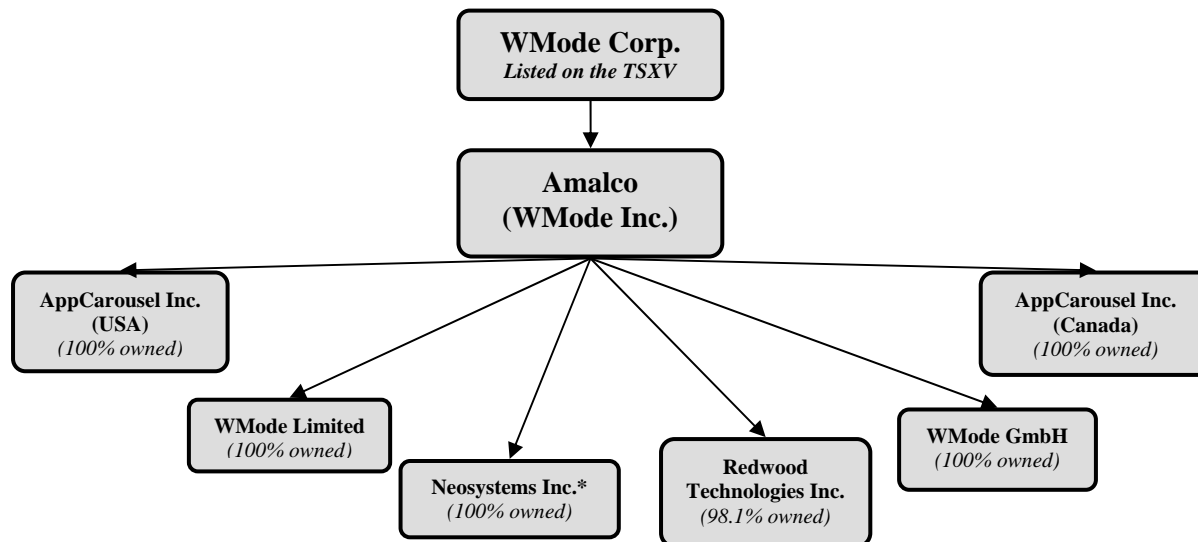 WMode Corp.
Listed on the TSXV
Amalco
(WMode Inc.)
AppCarousel Inc.
(USA)
(100% owned)
AppCarousel Inc.
(Canada)
(100% owned)
WMode Limited
(100% owned)
Neosystems Inc.*
(100% owned)
Redwood
Technologies Inc.
(98.1% owned)
WMode GmbH
(100% owned)